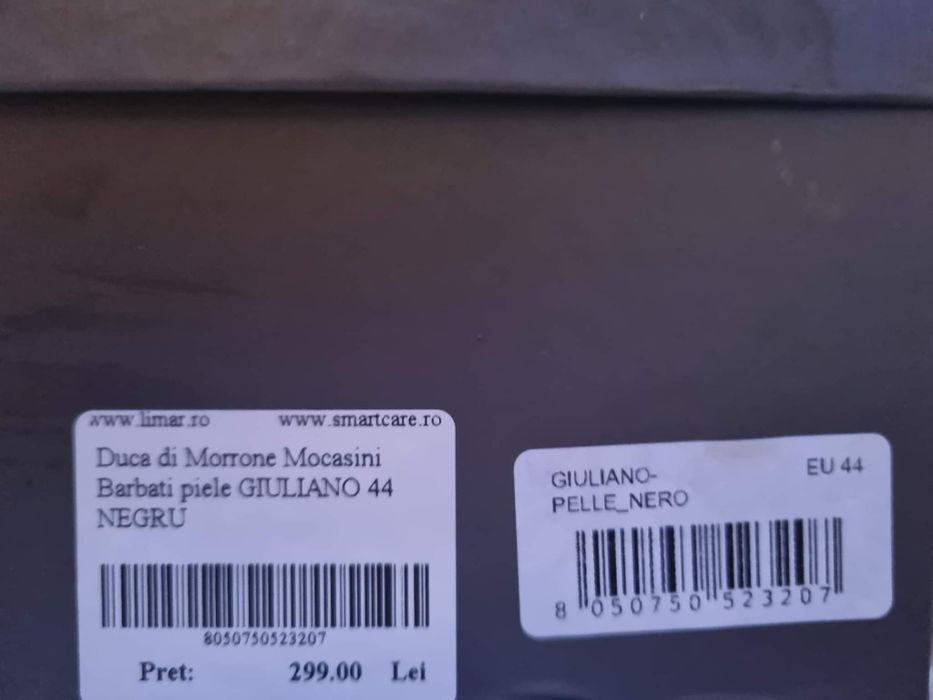 www.limar.ro www.smartcare.ro
Duca di Morrone Mocasini
Barbati piele GIULIANO 44
NEGRU
8050750523207
Pret: 299.00 Lei
GIULIANO- EU 44
PELLE_NERO
8 050750 523207